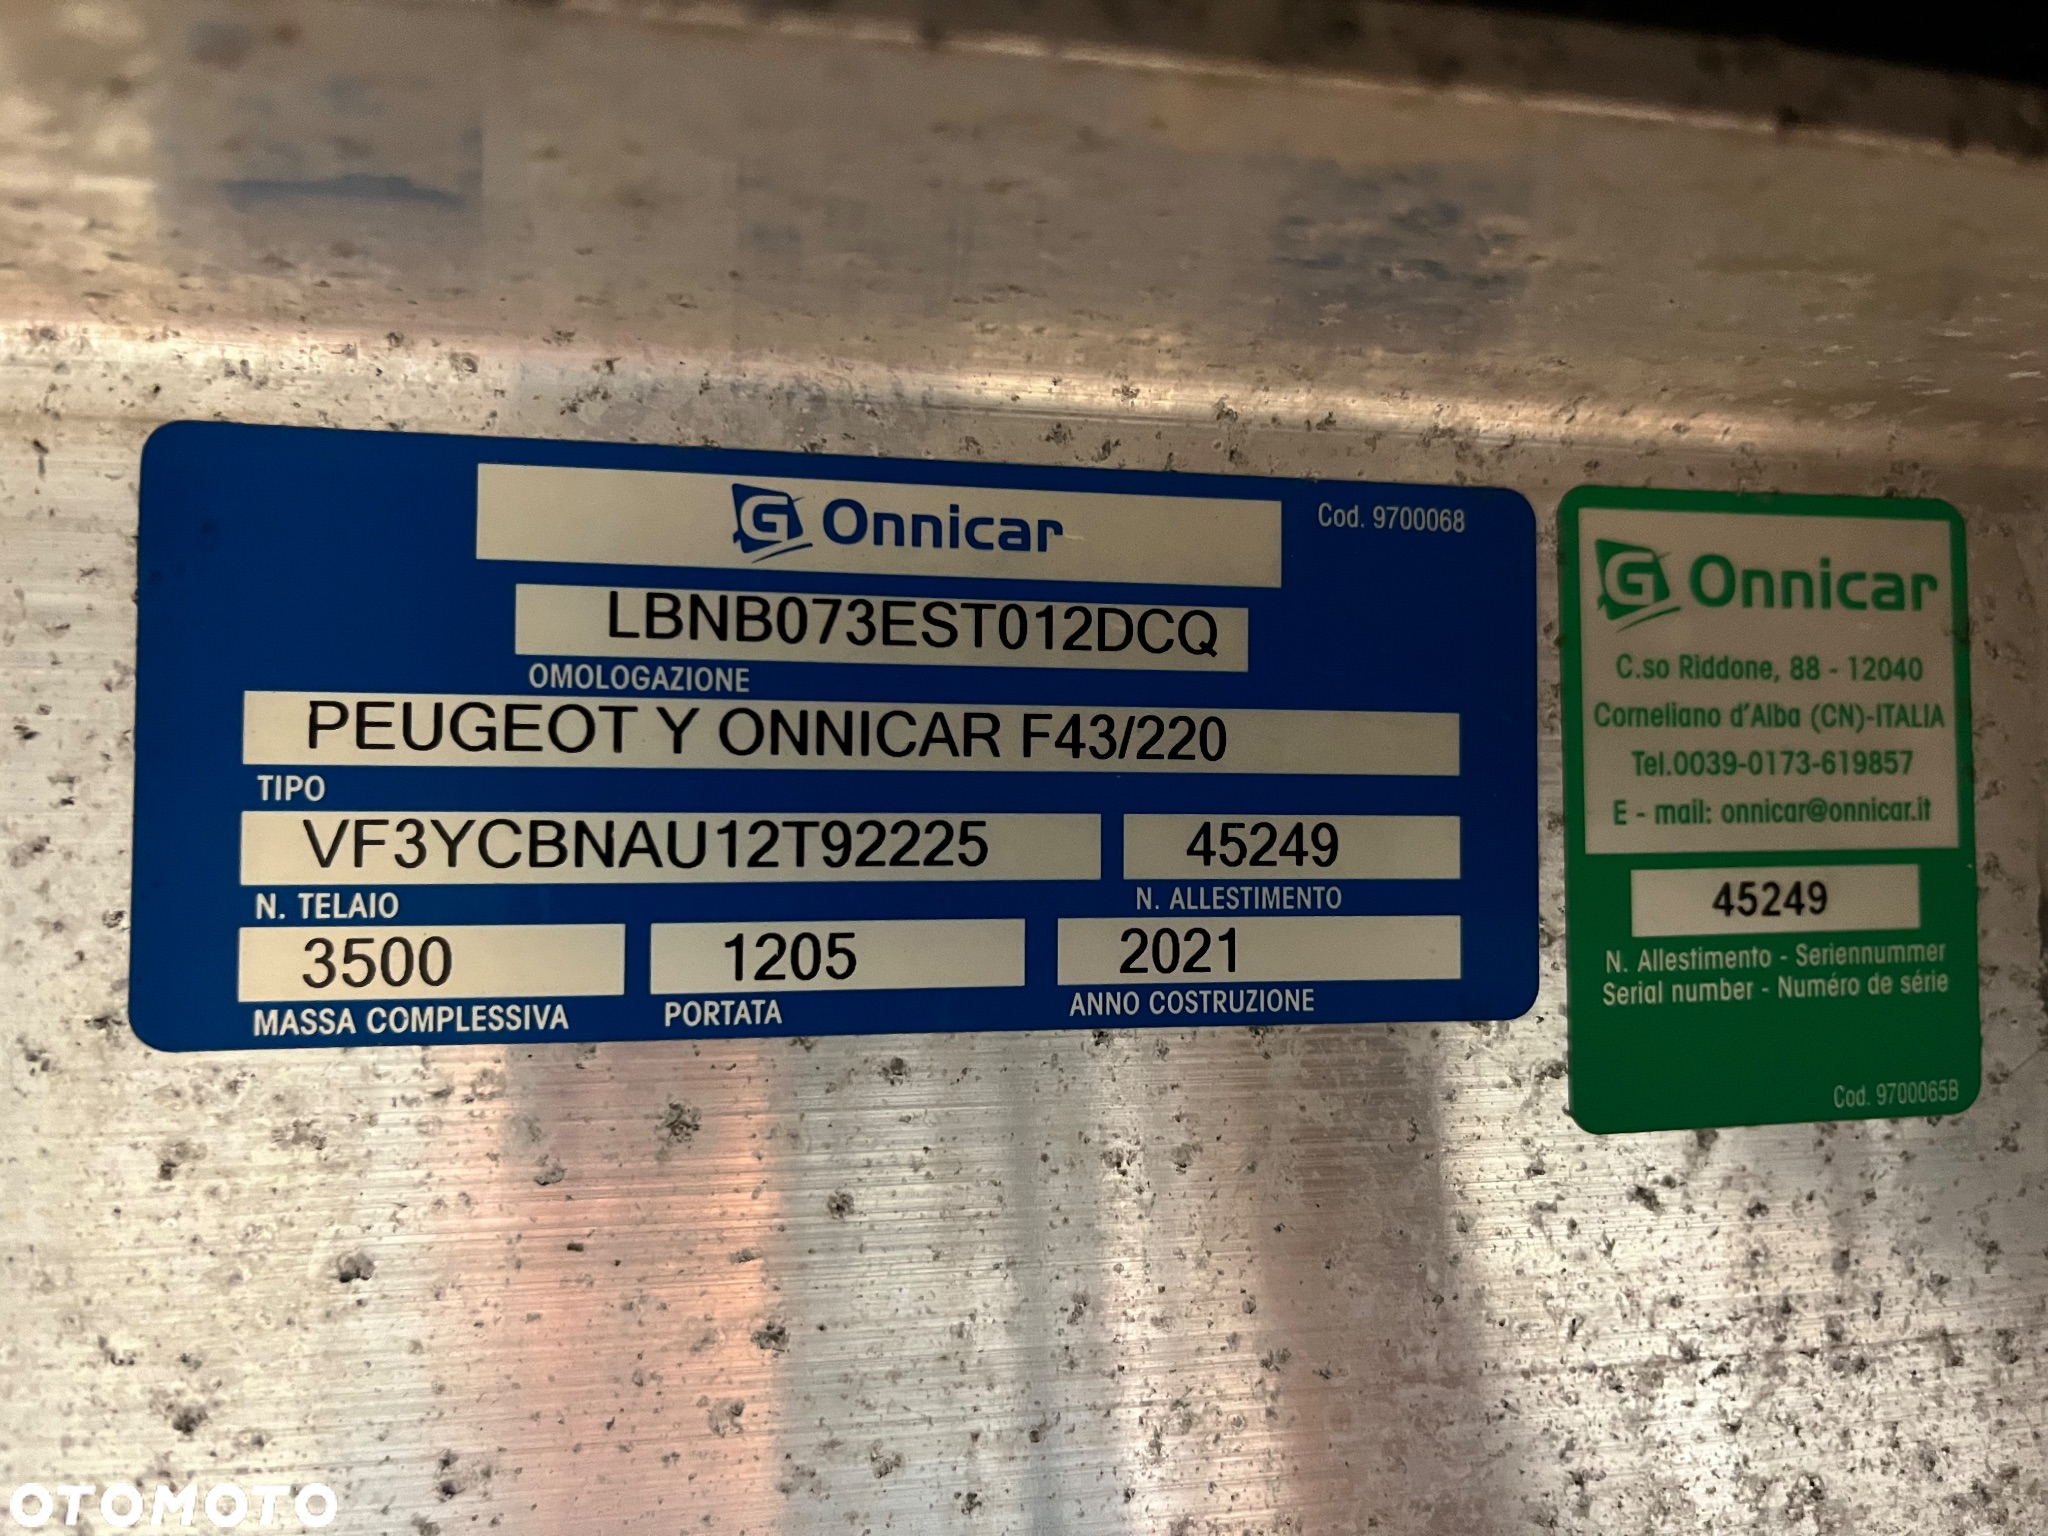 G Onnicar
Cod. 9700068
LBNB073EST012DCQ
OMOLOGAZIONE
PEUGEOT Y ONNICAR F43/220
TIPO
VF3YCBNAU12T92225
45249
N. TELAIO
N. ALLESTIMENTO
3500
1205
2021
MASSA COMPLESSIVA
PORTATA
ANNO COSTRUZIONE
G Onnicar
C.so Riddone, 88 - 12040
Corneliano d'Alba (CN)-ITALIA
Tel.0039-0173-619857
E - mail: onnicar@onnicar.it
45249
N. Allestimento - Seriennummer
Serial number - Numéro de série
Cod. 9700065B
OTOMOTO